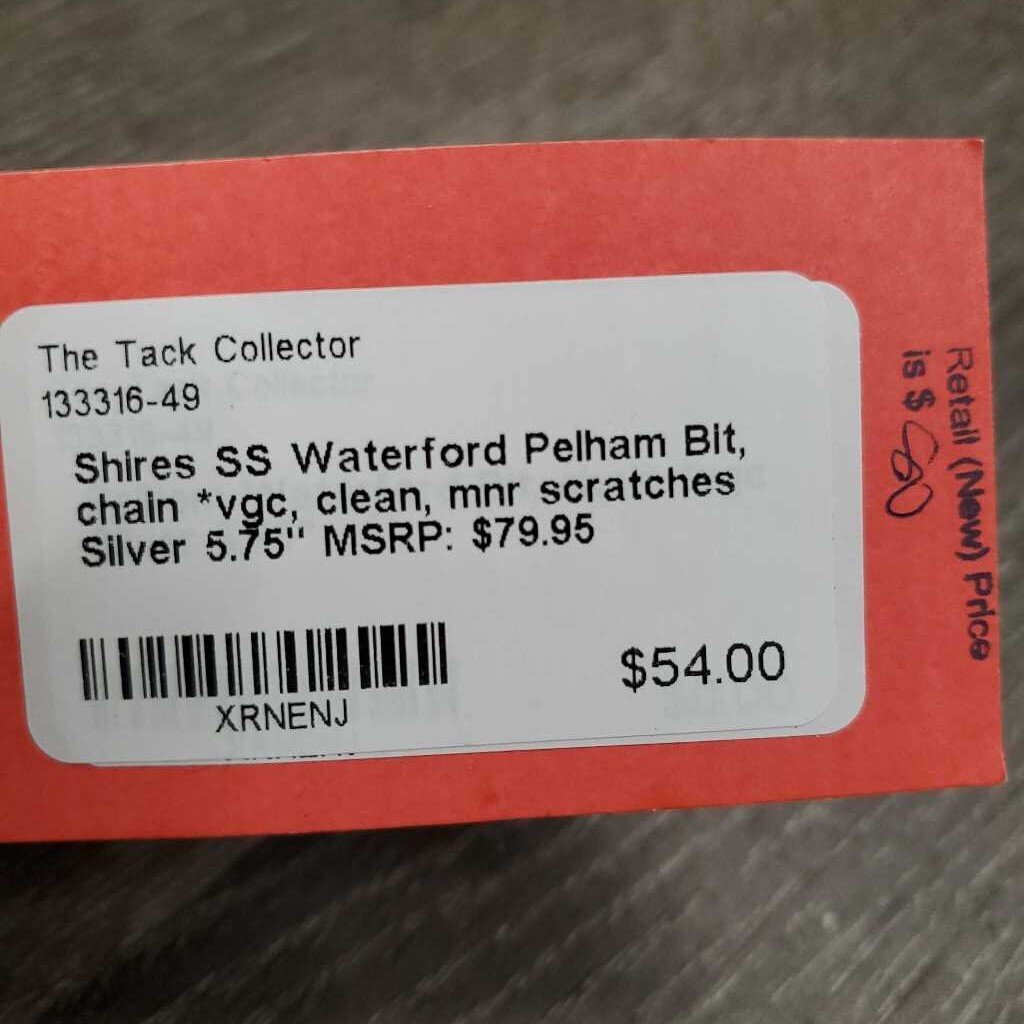 The Tack Collector
133316-49
Shires SS Waterford Pelham Bit,
chain *vgc, clean, mnr scratches
Silver 5.75" MSRP: $79.95
XRNENJ
$54.00
Retail (New) Price
is $